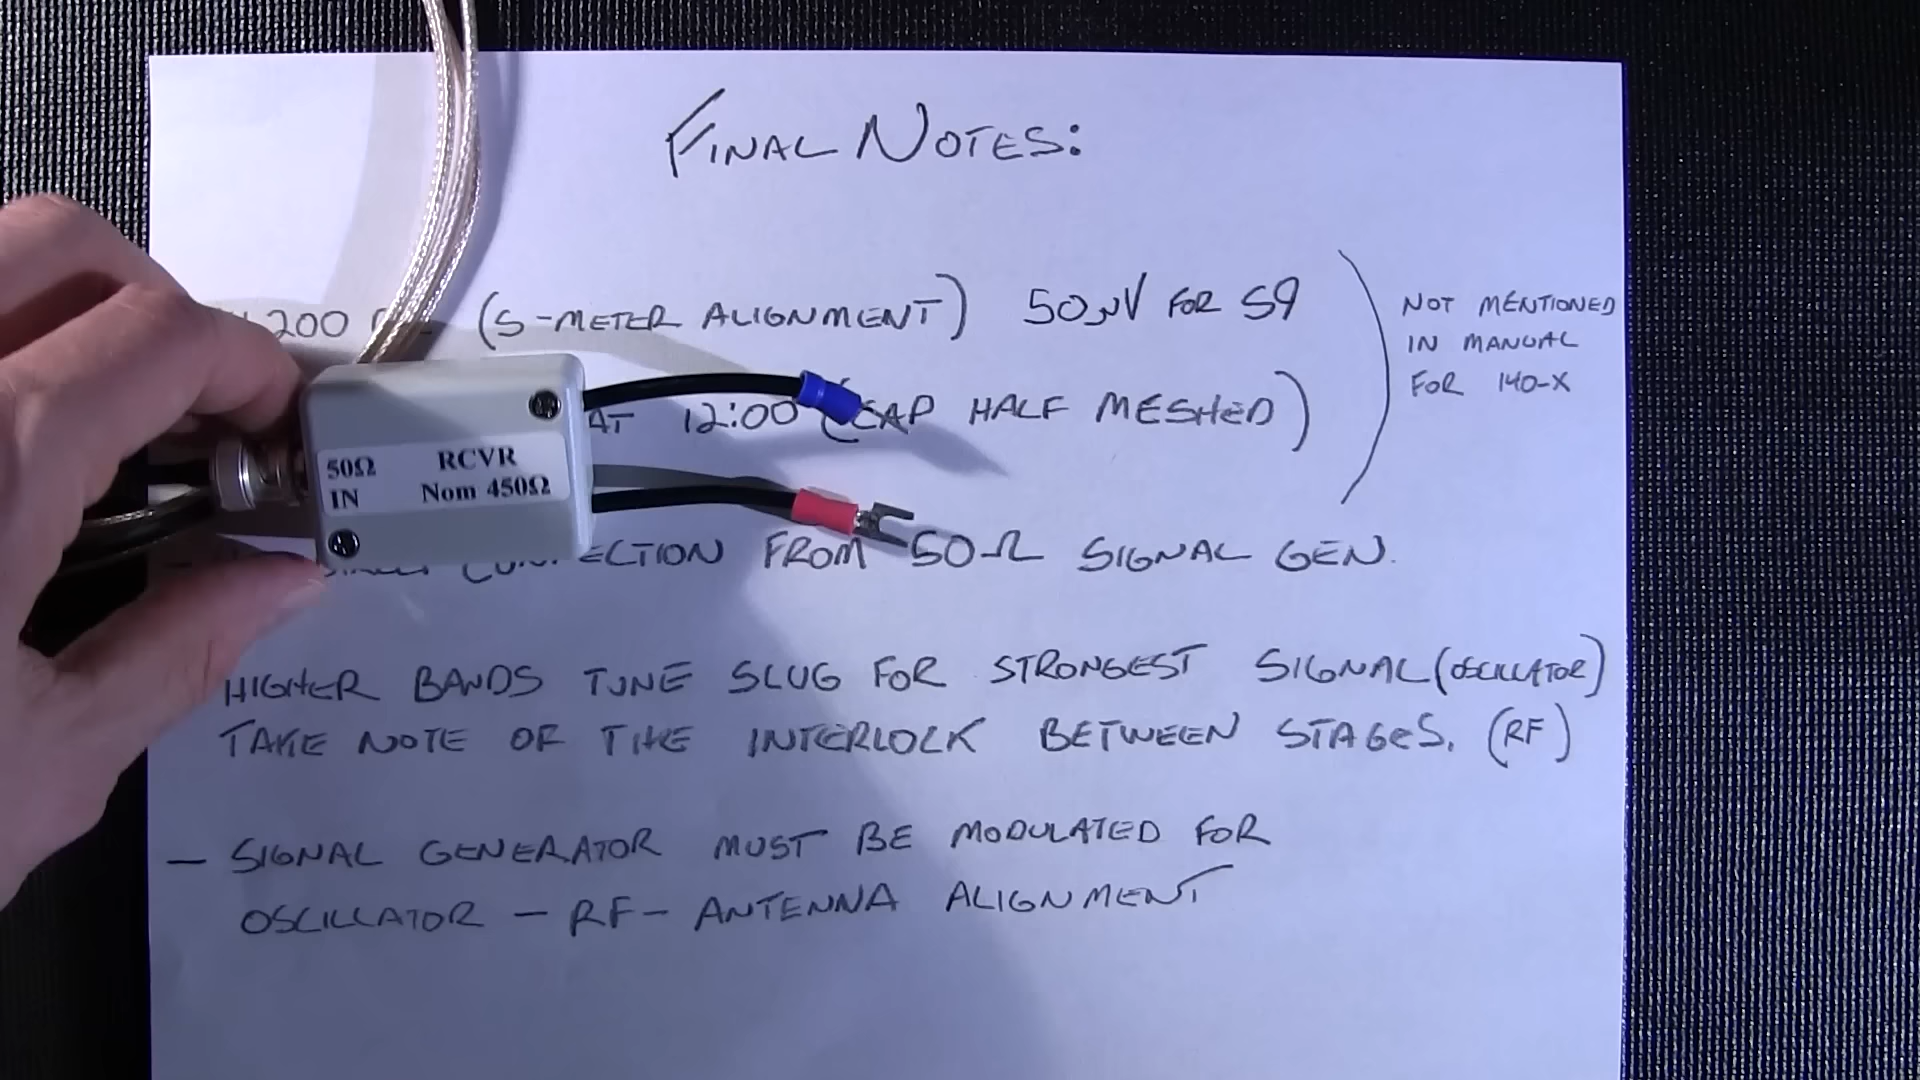 FINAL NOTES:
200 (S-METER ALIGNMENT) 50µV FOR S9
NOT MENTIONED
IN MANUAL
FOR 140-X
AT 12:00 (CAP HALF MESHED)
50Ω RCVR
IN Nom 450Ω
FROM 50Ω SIGNAL GEN.
HIGHER BANDS TUNE SLUG FOR STRONGEST SIGNAL (OSCILLATOR)
TAKE NOTE OF THE INTERLOCK BETWEEN STAGES. (RF)
— SIGNAL GENERATOR MUST BE MODULATED FOR
OSCILLATOR – RF – ANTENNA ALIGNMENT